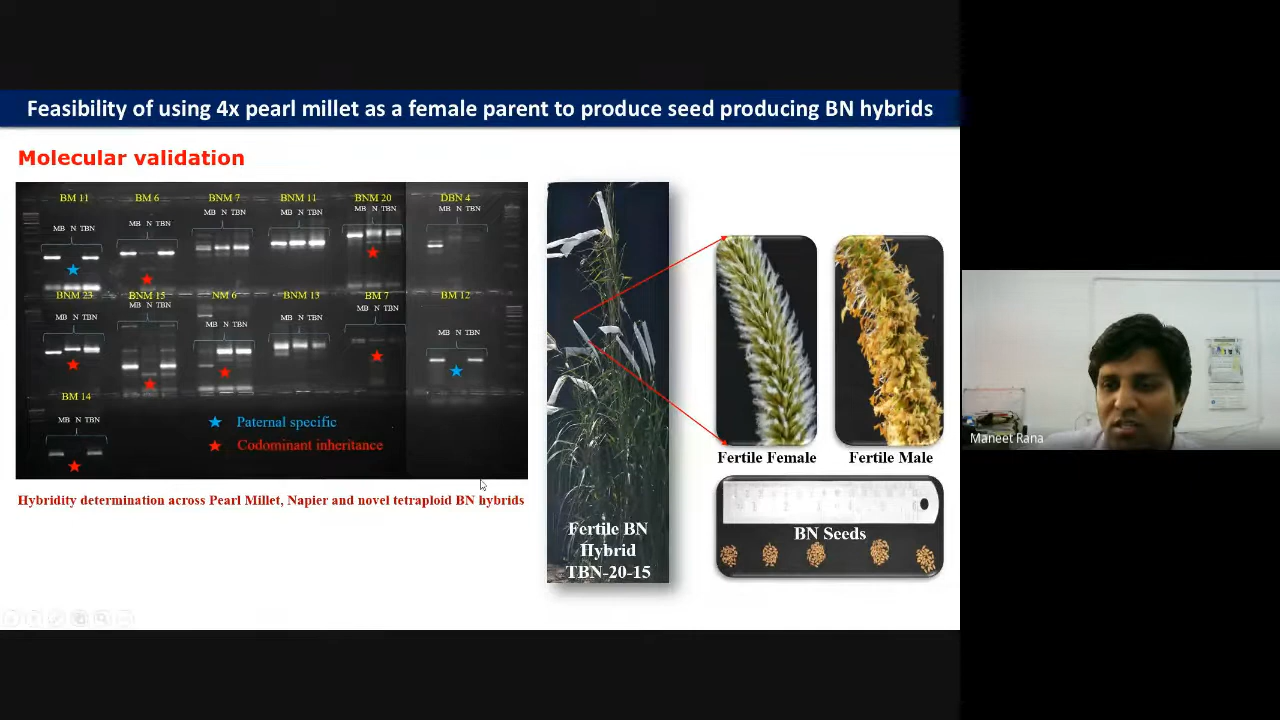 Feasibility of using 4x pearl millet as a female parent to produce seed producing BN hybrids
Molecular validation
BM 11
BM 6
BNM 7
BNM 11
BNM 20
DBN 4
MB N TBN
MB N TBN
MB N TBN
MB N TBN
MB N TBN
MB N TBN
BNM 23
BNM 15
NM 6
BNM 13
BM 7
BM 12
MB N TBN
MB N TBN
MB N TBN
MB N TBN
MB N TBN
MB N TBN
BM 14
MB N TBN
Paternal specific
Codominant inheritance
Hybridity determination across Pearl Millet, Napier and novel tetraploid BN hybrids
Fertile BN
Hybrid
TBN-20-15
Fertile Female
Fertile Male
BN Seeds
Maneet Rana